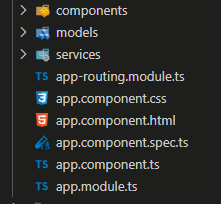 components
models
services
TS app-routing.module.ts
app.component.css
app.component.html
app.component.spec.ts
TS app.component.ts
TS app.module.ts